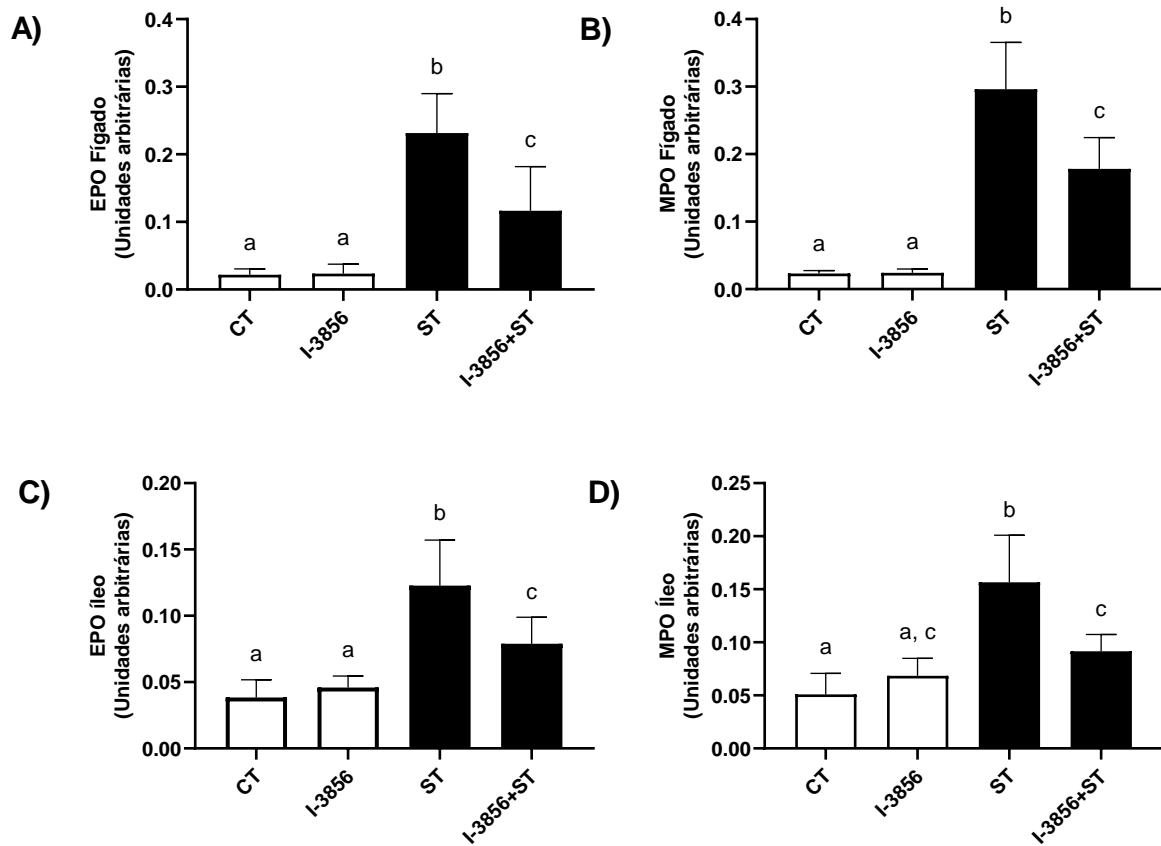 A)
EPO Fígado
(Unidades arbitrárias)
0.4
0.3
0.2
0.1
0.0
a
a
b
c
CT
I-3856
ST
I-3856+ST
B)
MPO Fígado
(Unidades arbitrárias)
0.4
0.3
0.2
0.1
0.0
a
a
b
c
CT
I-3856
ST
I-3856+ST
C)
EPO íleo
(Unidades arbitrárias)
0.20
0.15
0.10
0.05
0.00
a
a
b
c
CT
I-3856
ST
I-3856+ST
D)
MPO Íleo
(Unidades arbitrárias)
0.25
0.20
0.15
0.10
0.05
0.00
a
a, c
b
c
CT
I-3856
ST
I-3856+ST